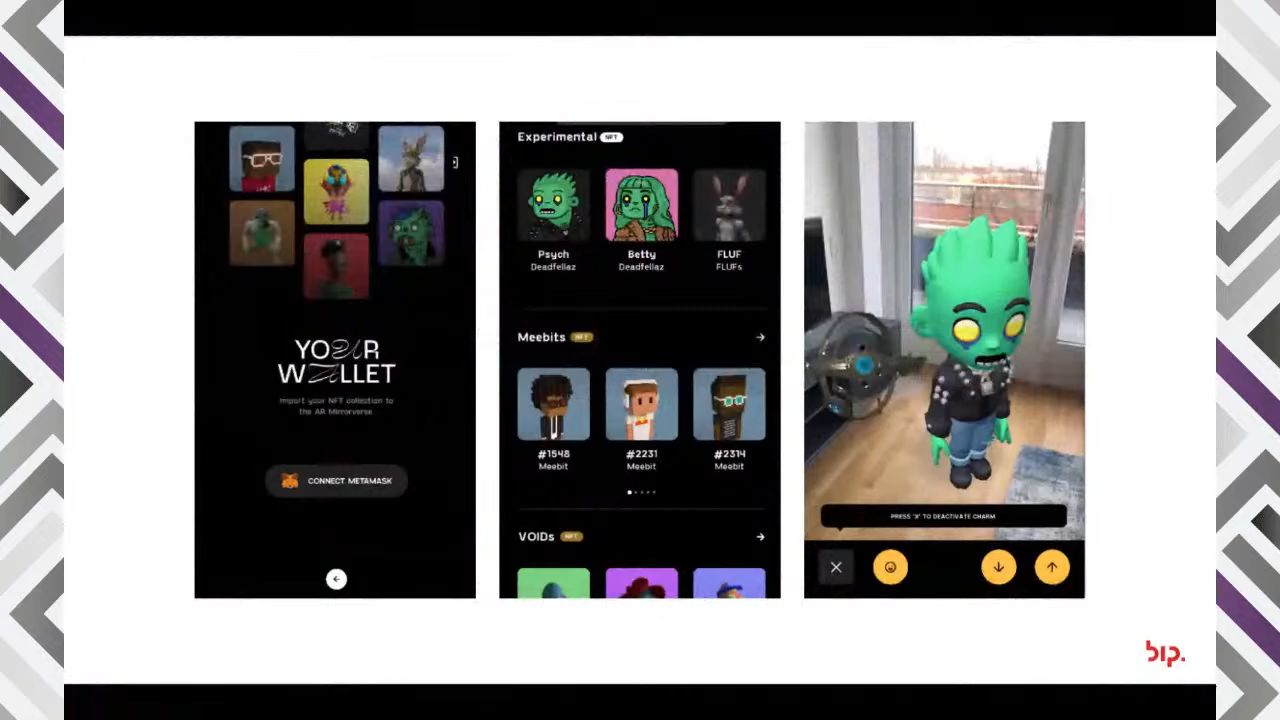 YOUR
WALLET
Import your NFT collection to
the AR Mirrorverse
CONNECT METAMASK
Experimental NFT
Psych
Deadfellaz
Betty
Deadfellaz
FLUF
FLUFs
Meebits NFT
#1548
Meebit
#2231
Meebit
#2314
Meebit
VOIDs NFT
PRESS 'X' TO DEACTIVATE CHARM
bip.